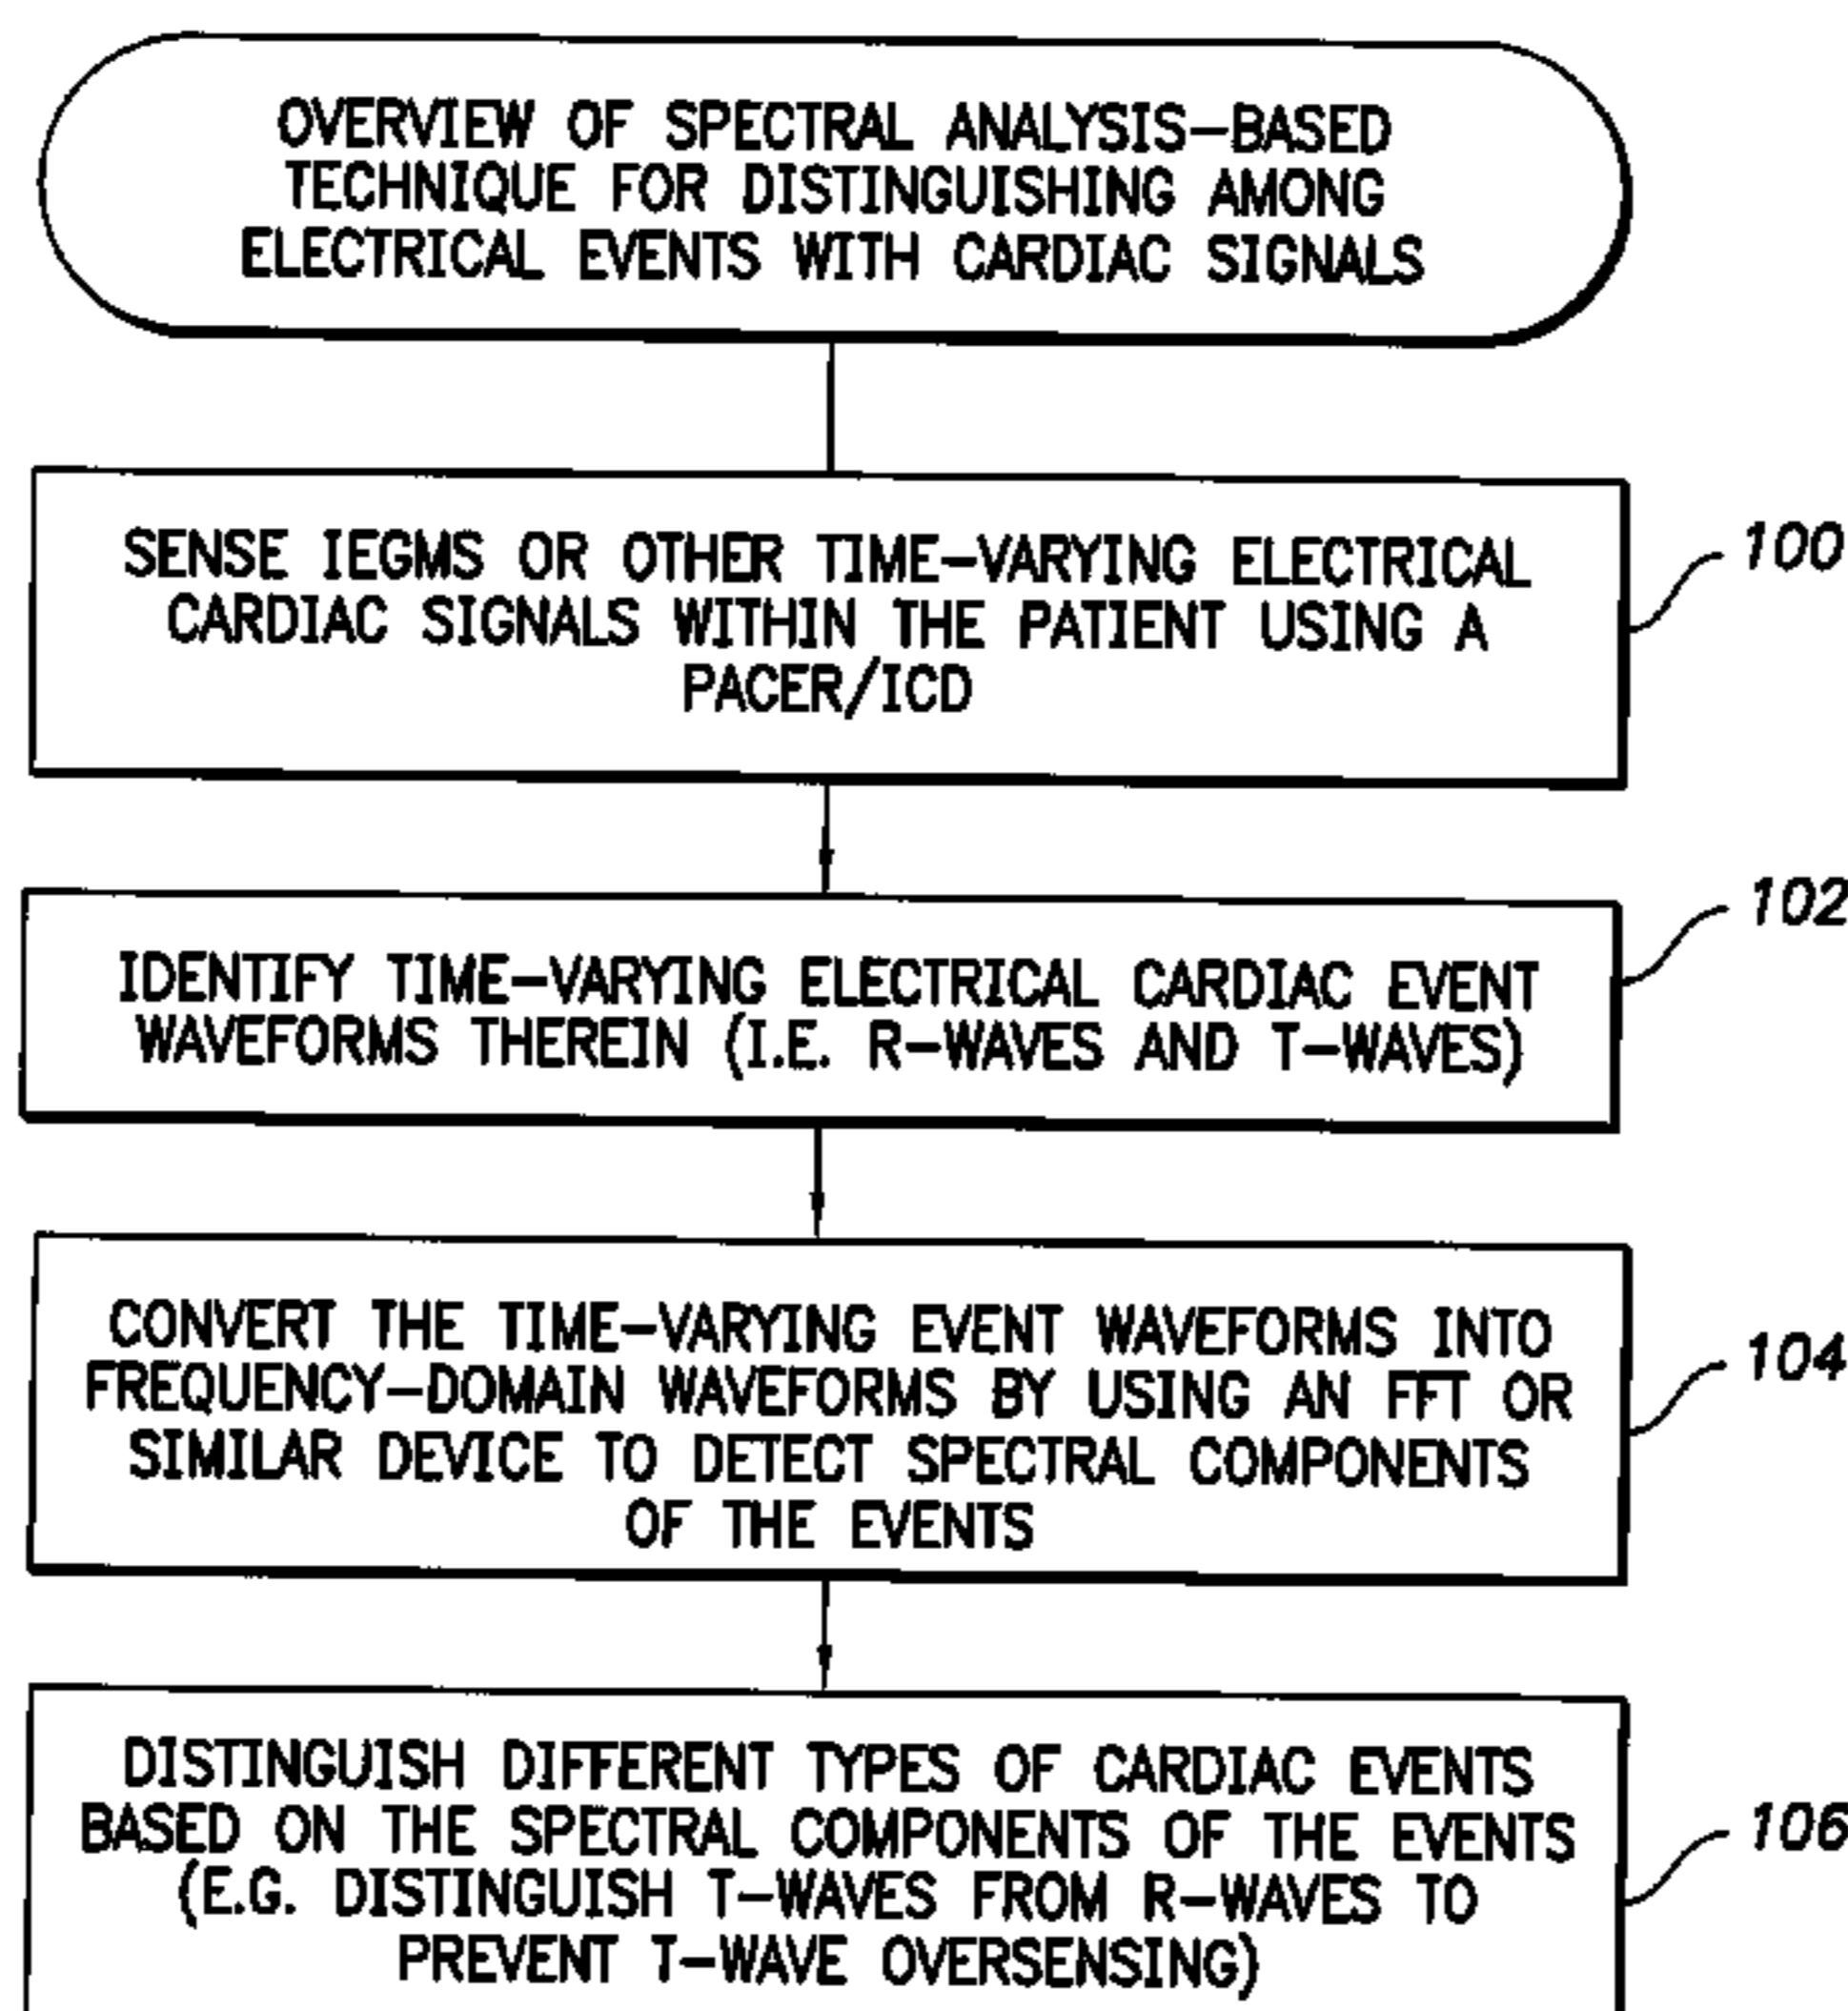 OVERVIEW OF SPECTRAL ANALYSIS-BASED
TECHNIQUE FOR DISTINGUISHING AMONG
ELECTRICAL EVENTS WITH CARDIAC SIGNALS
SENSE IEGMS OR OTHER TIME-VARYING ELECTRICAL
CARDIAC SIGNALS WITHIN THE PATIENT USING A
PACER/ICD
100
IDENTIFY TIME-VARYING ELECTRICAL CARDIAC EVENT
WAVEFORMS THEREIN (I.E. R-WAVES AND T-WAVES)
102
CONVERT THE TIME-VARYING EVENT WAVEFORMS INTO
FREQUENCY-DOMAIN WAVEFORMS BY USING AN FFT OR
SIMILAR DEVICE TO DETECT SPECTRAL COMPONENTS
OF THE EVENTS
104
DISTINGUISH DIFFERENT TYPES OF CARDIAC EVENTS
BASED ON THE SPECTRAL COMPONENTS OF THE EVENTS
(E.G. DISTINGUISH T-WAVES FROM R-WAVES TO
PREVENT T-WAVE OVERSENSING)
106